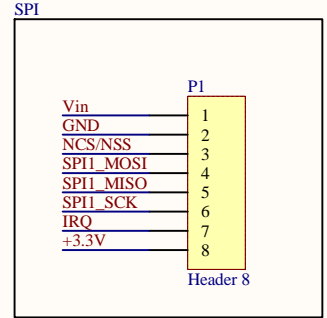 SPI
P1
Vin 1
GND 2
NCS/NSS 3
SPI1_MOSI 4
SPI1_MISO 5
SPI1_SCK 6
IRQ 7
+3.3V 8
Header 8